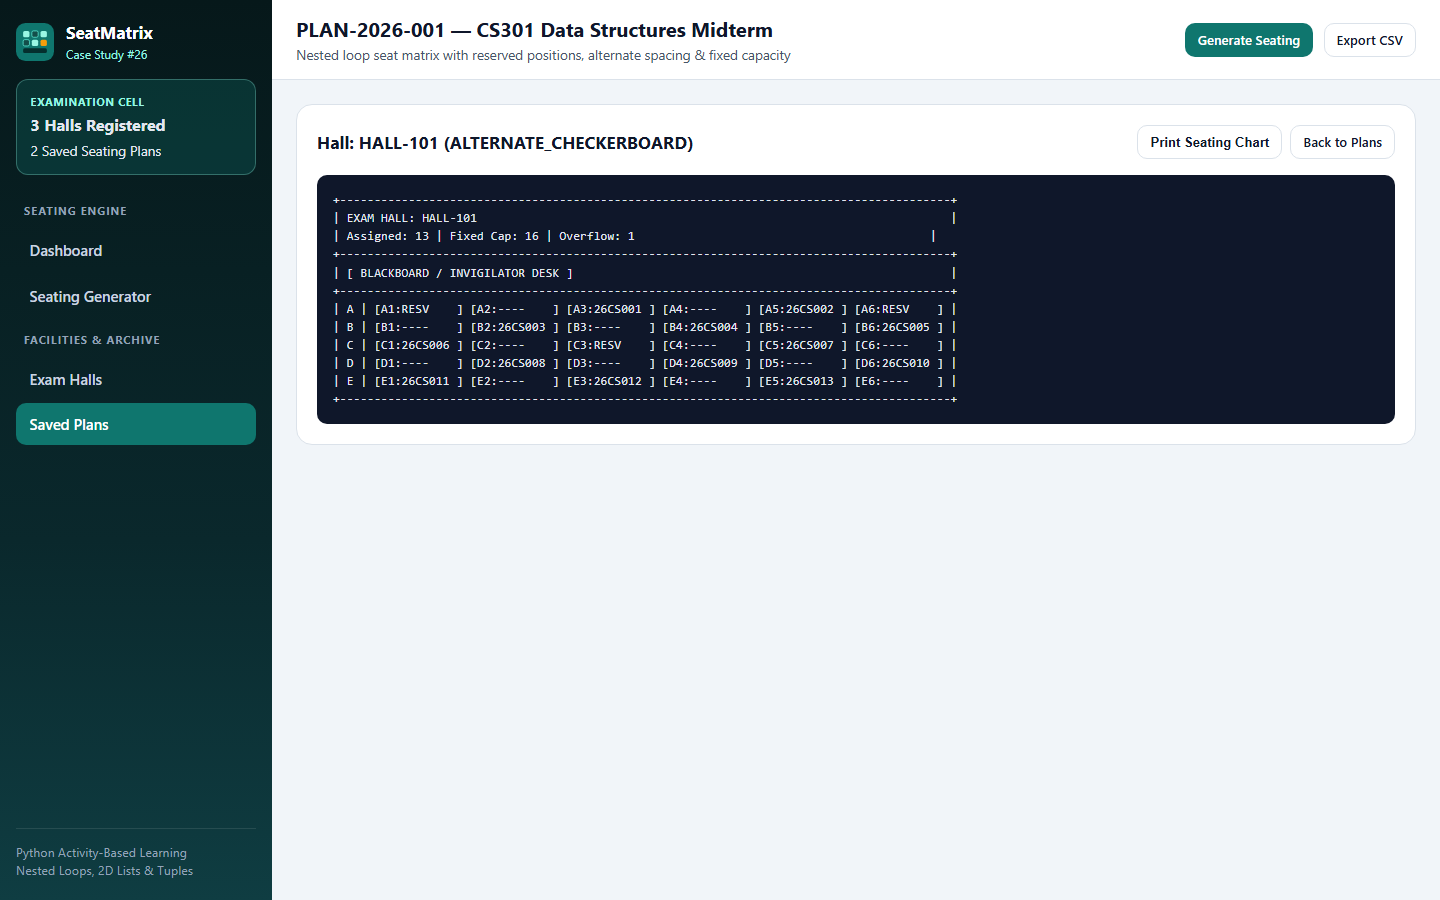 SeatMatrix
Case Study #26
EXAMINATION CELL
3 Halls Registered
2 Saved Seating Plans
SEATING ENGINE
Dashboard
Seating Generator
FACILITIES & ARCHIVE
Exam Halls
Saved Plans
Python Activity-Based Learning
Nested Loops, 2D Lists & Tuples
PLAN-2026-001 — CS301 Data Structures Midterm
Nested loop seat matrix with reserved positions, alternate spacing & fixed capacity
Generate Seating
Export CSV
Hall: HALL-101 (ALTERNATE_CHECKERBOARD)
Print Seating Chart
Back to Plans
+-----------------------------------------------------------------------------------------+
| EXAM HALL: HALL-101                                                                     |
| Assigned: 13 | Fixed Cap: 16 | Overflow: 1                                           |
+-----------------------------------------------------------------------------------------+
| [ BLACKBOARD / INVIGILATOR DESK ]                                                       |
+-----------------------------------------------------------------------------------------+
| A | [A1:RESV    ] [A2:----    ] [A3:26CS001 ] [A4:----    ] [A5:26CS002 ] [A6:RESV    ] |
| B | [B1:----    ] [B2:26CS003 ] [B3:----    ] [B4:26CS004 ] [B5:----    ] [B6:26CS005 ] |
| C | [C1:26CS006 ] [C2:----    ] [C3:RESV    ] [C4:----    ] [C5:26CS007 ] [C6:----    ] |
| D | [D1:----    ] [D2:26CS008 ] [D3:----    ] [D4:26CS009 ] [D5:----    ] [D6:26CS010 ] |
| E | [E1:26CS011 ] [E2:----    ] [E3:26CS012 ] [E4:----    ] [E5:26CS013 ] [E6:----    ] |
+-----------------------------------------------------------------------------------------+